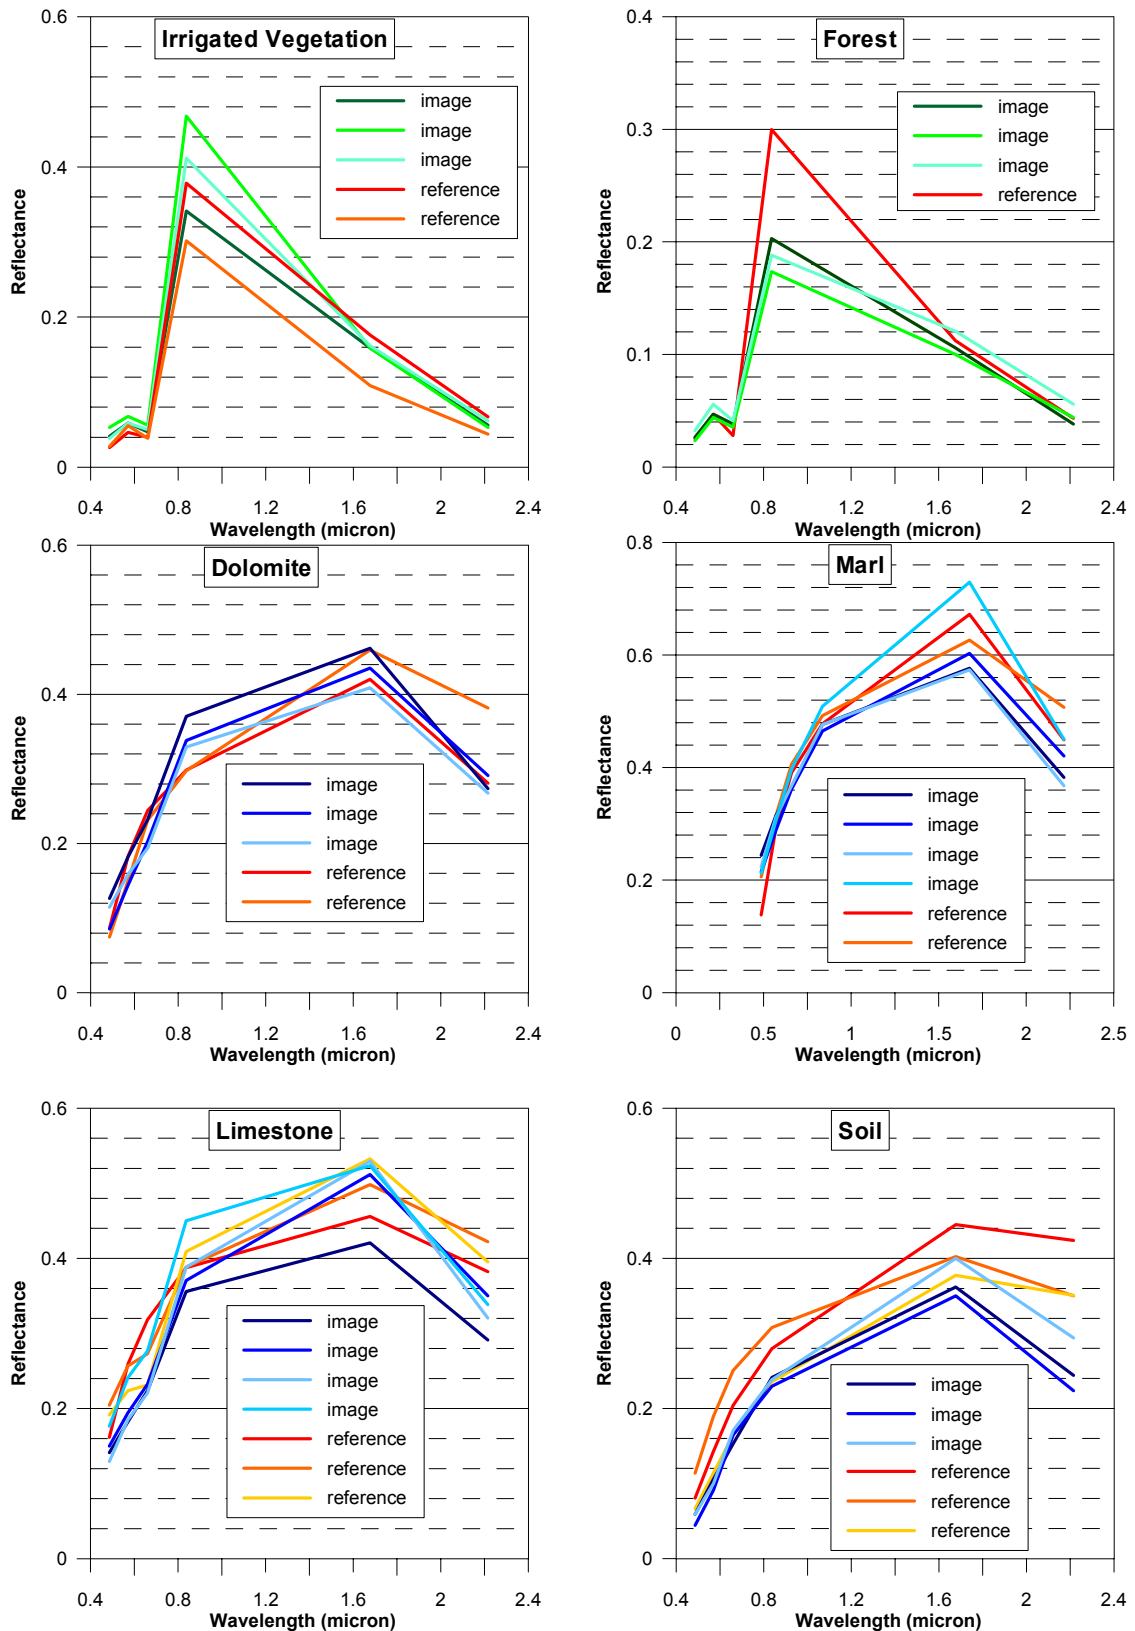 Irrigated Vegetation
0.6
0.4
0.2
0
Reflectance
image
image
image
reference
reference
0.4 0.8 1.2 1.6 2 2.4
Wavelength (micron)
Forest
0.4
0.3
0.2
0.1
0
Reflectance
image
image
image
reference
0.4 0.8 1.2 1.6 2 2.4
Wavelength (micron)
Dolomite
0.6
0.4
0.2
0
Reflectance
image
image
image
reference
reference
0.4 0.8 1.2 1.6 2 2.4
Wavelength (micron)
Marl
0.8
0.6
0.4
0.2
0
Reflectance
image
image
image
image
reference
reference
0 0.5 1 1.5 2 2.5
Wavelength (micron)
Limestone
0.6
0.4
0.2
0
Reflectance
image
image
image
image
reference
reference
reference
0.4 0.8 1.2 1.6 2 2.4
Wavelength (micron)
Soil
0.6
0.4
0.2
0
Reflectance
image
image
image
reference
reference
reference
0.4 0.8 1.2 1.6 2 2.4
Wavelength (micron)